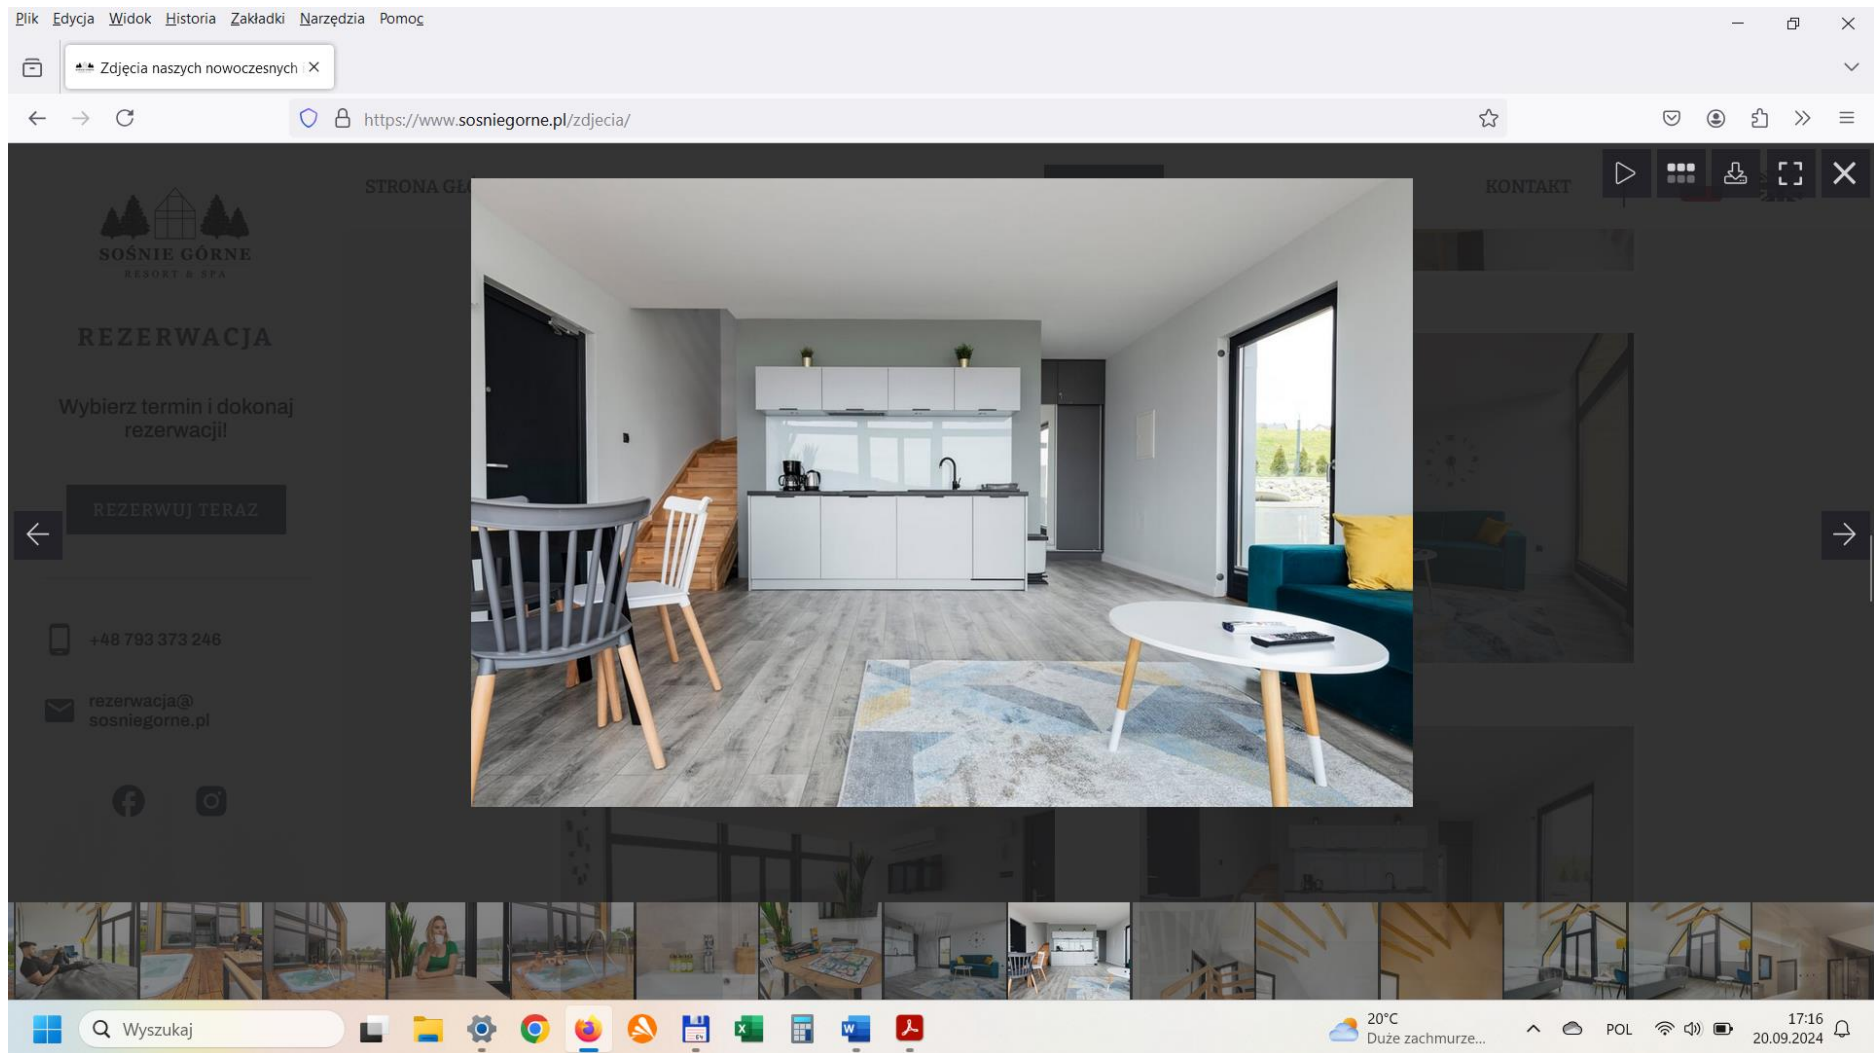 Plik Edycja Widok Historia Zakładki Narzędzia Pomoc
Zdjęcia naszych nowoczesnych
https://www.sosniegorne.pl/zdjecia/
STRONA GŁ
KONTAKT
SOŚNIE GÓRNE
RESORT & SPA
REZERWACJA
Wybierz termin i dokonaj
rezerwacji!
REZERWUJ TERAZ
+48 793 373 246
rezerwacja@
sosniegorne.pl
Wyszukaj
20°C
Duże zachmurze...
POL
17:16
20.09.2024